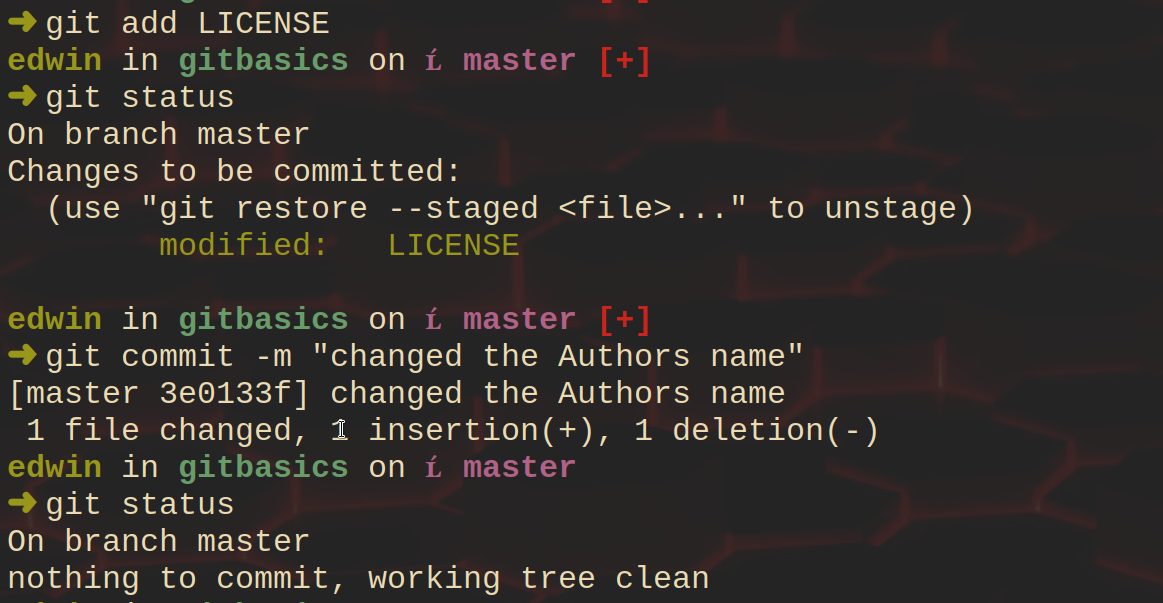 ➜ git add LICENSE
edwin in gitbasics on ḯ master [+]
➜ git status
On branch master
Changes to be committed:
  (use "git restore --staged <file>..." to unstage)
        modified:   LICENSE

edwin in gitbasics on ḯ master [+]
➜ git commit -m "changed the Authors name"
[master 3e0133f] changed the Authors name
 1 file changed, 1 insertion(+), 1 deletion(-)
edwin in gitbasics on ḯ master
➜ git status
On branch master
nothing to commit, working tree clean